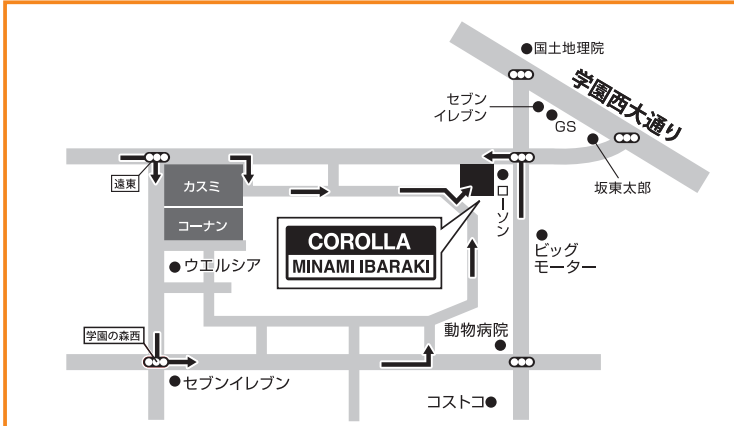 国土地理院
セブン
イレブン
GS
学園西大通り
坂東太郎
遠東
カスミ
コーナン
ローソン
COROLLA
MINAMI IBARAKI
ビッグ
モーター
ウエルシア
学園の森西
動物病院
セブンイレブン
コストコ